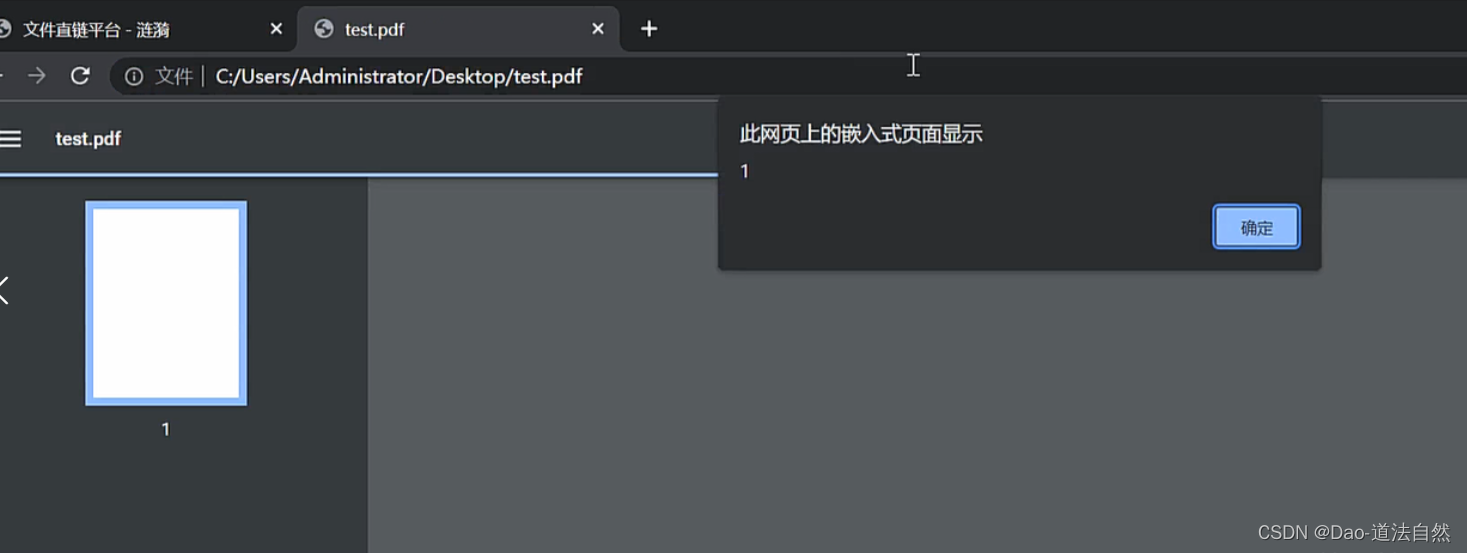 文件直链平台 - 涟漪
test.pdf
文件 | C:/Users/Administrator/Desktop/test.pdf
test.pdf
此网页上的嵌入式页面显示
1
确定
1
CSDN @Dao-道法自然